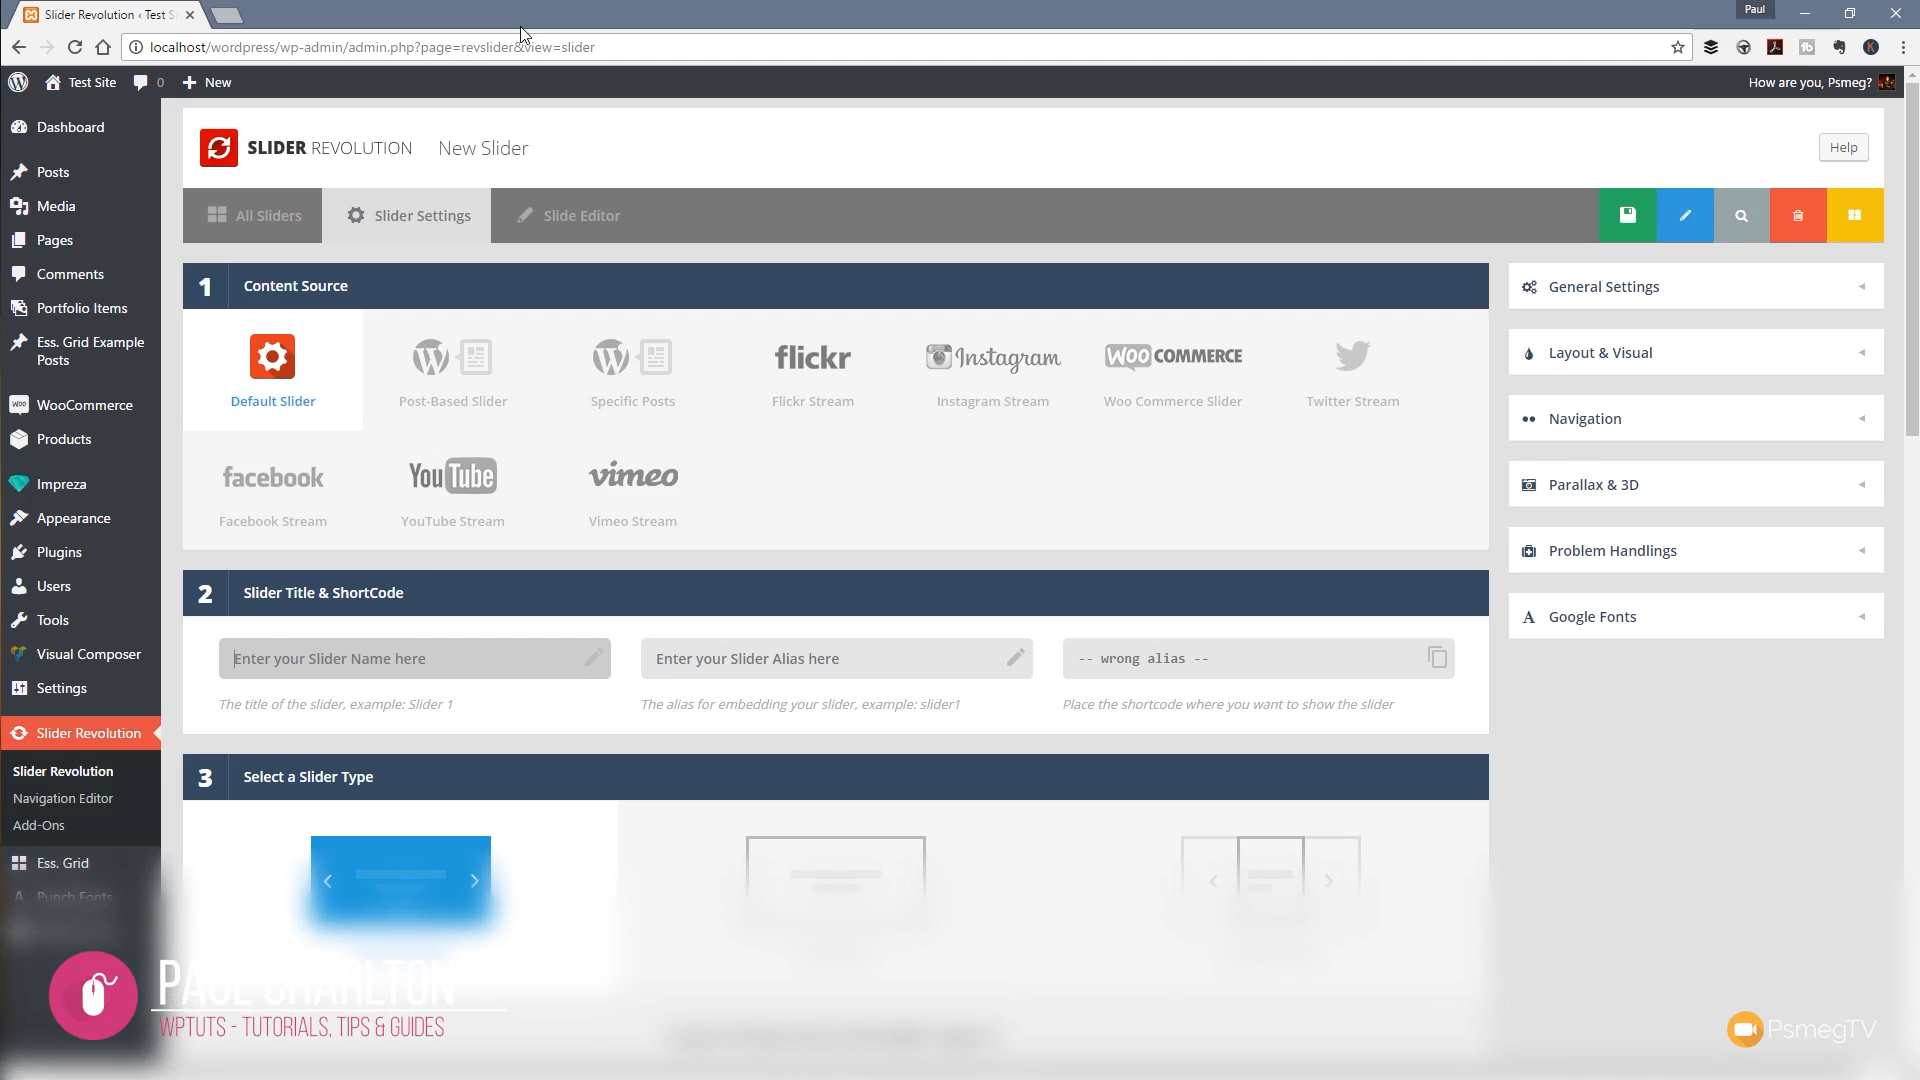 Slider Revolution ‹ Test S
Paul
localhost/wordpress/wp-admin/admin.php?page=revslider&view=slider
Test Site
0
New
How are you, Psmeg?
Dashboard
Posts
Media
Pages
Comments
Portfolio Items
Ess. Grid Example
Posts
WooCommerce
Products
Impreza
Appearance
Plugins
Users
Tools
Visual Composer
Settings
Slider Revolution
Slider Revolution
Navigation Editor
Add-Ons
Ess. Grid
Punch Fonts
SLIDER REVOLUTION
New Slider
Help
All Sliders
Slider Settings
Slide Editor
1
Content Source
Default Slider
Post-Based Slider
Specific Posts
flickr
Flickr Stream
Instagram
Instagram Stream
WOO COMMERCE
Woo Commerce Slider
Twitter Stream
facebook
Facebook Stream
YouTube
YouTube Stream
vimeo
Vimeo Stream
2
Slider Title & ShortCode
Enter your Slider Name here
Enter your Slider Alias here
-- wrong alias --
The title of the slider, example: Slider 1
The alias for embedding your slider, example: slider1
Place the shortcode where you want to show the slider
3
Select a Slider Type
General Settings
Layout & Visual
Navigation
Parallax & 3D
Problem Handlings
Google Fonts
PAUL CHARLTON
WPTUTS - TUTORIALS, TIPS & GUIDES
PsmegTV